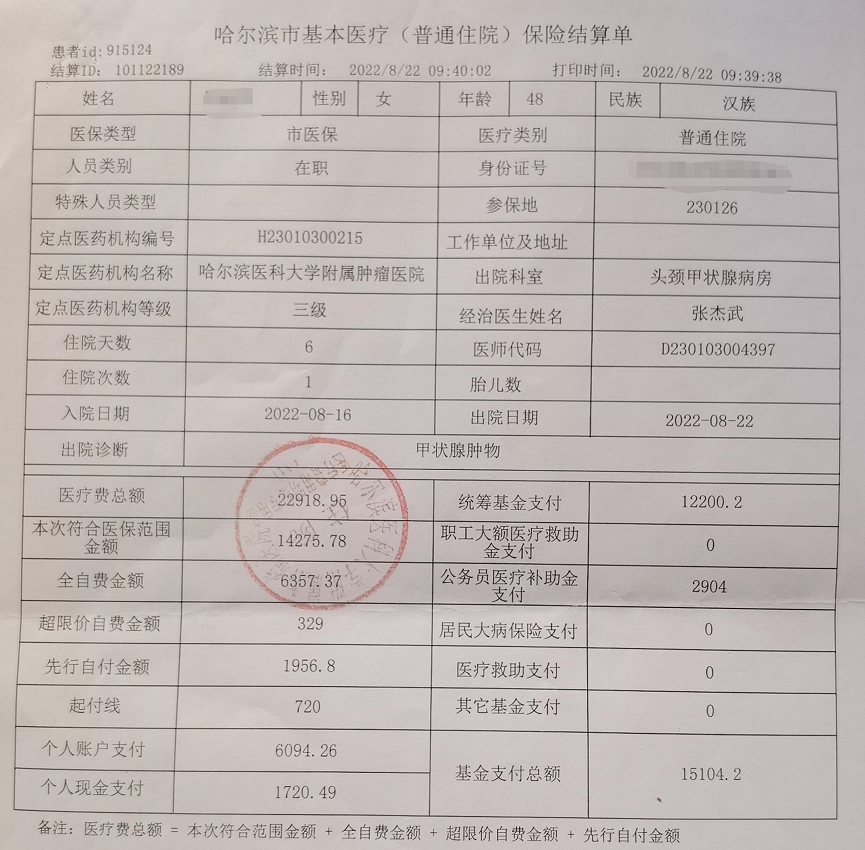 哈尔滨市基本医疗（普通住院）保险结算单
患者id: 915124
结算ID: 101122189 结算时间: 2022/8/22 09:40:02 打印时间: 2022/8/22 09:39:38
姓名 性别 女 年龄 48 民族 汉族
医保类型 市医保 医疗类别 普通住院
人员类别 在职 身份证号
特殊人员类型 参保地 230126
定点医药机构编号 H23010300215 工作单位及地址
定点医药机构名称 哈尔滨医科大学附属肿瘤医院 出院科室 头颈甲状腺病房
定点医药机构等级 三级 经治医生姓名 张杰武
住院天数 6 医师代码 D230103004397
住院次数 1 胎儿数
入院日期 2022-08-16 出院日期 2022-08-22
出院诊断 甲状腺肿物
医疗费总额 22918.95 统筹基金支付 12200.2
本次符合医保范围金额 14275.78 职工大额医疗救助金支付 0
全自费金额 6357.37 公务员医疗补助金支付 2904
超限价自费金额 329 居民大病保险支付 0
先行自付金额 1956.8 医疗救助支付 0
起付线 720 其它基金支付 0
个人账户支付 6094.26 基金支付总额 15104.2
个人现金支付 1720.49
备注: 医疗费总额 = 本次符合范围金额 + 全自费金额 + 超限价自费金额 + 先行自付金额